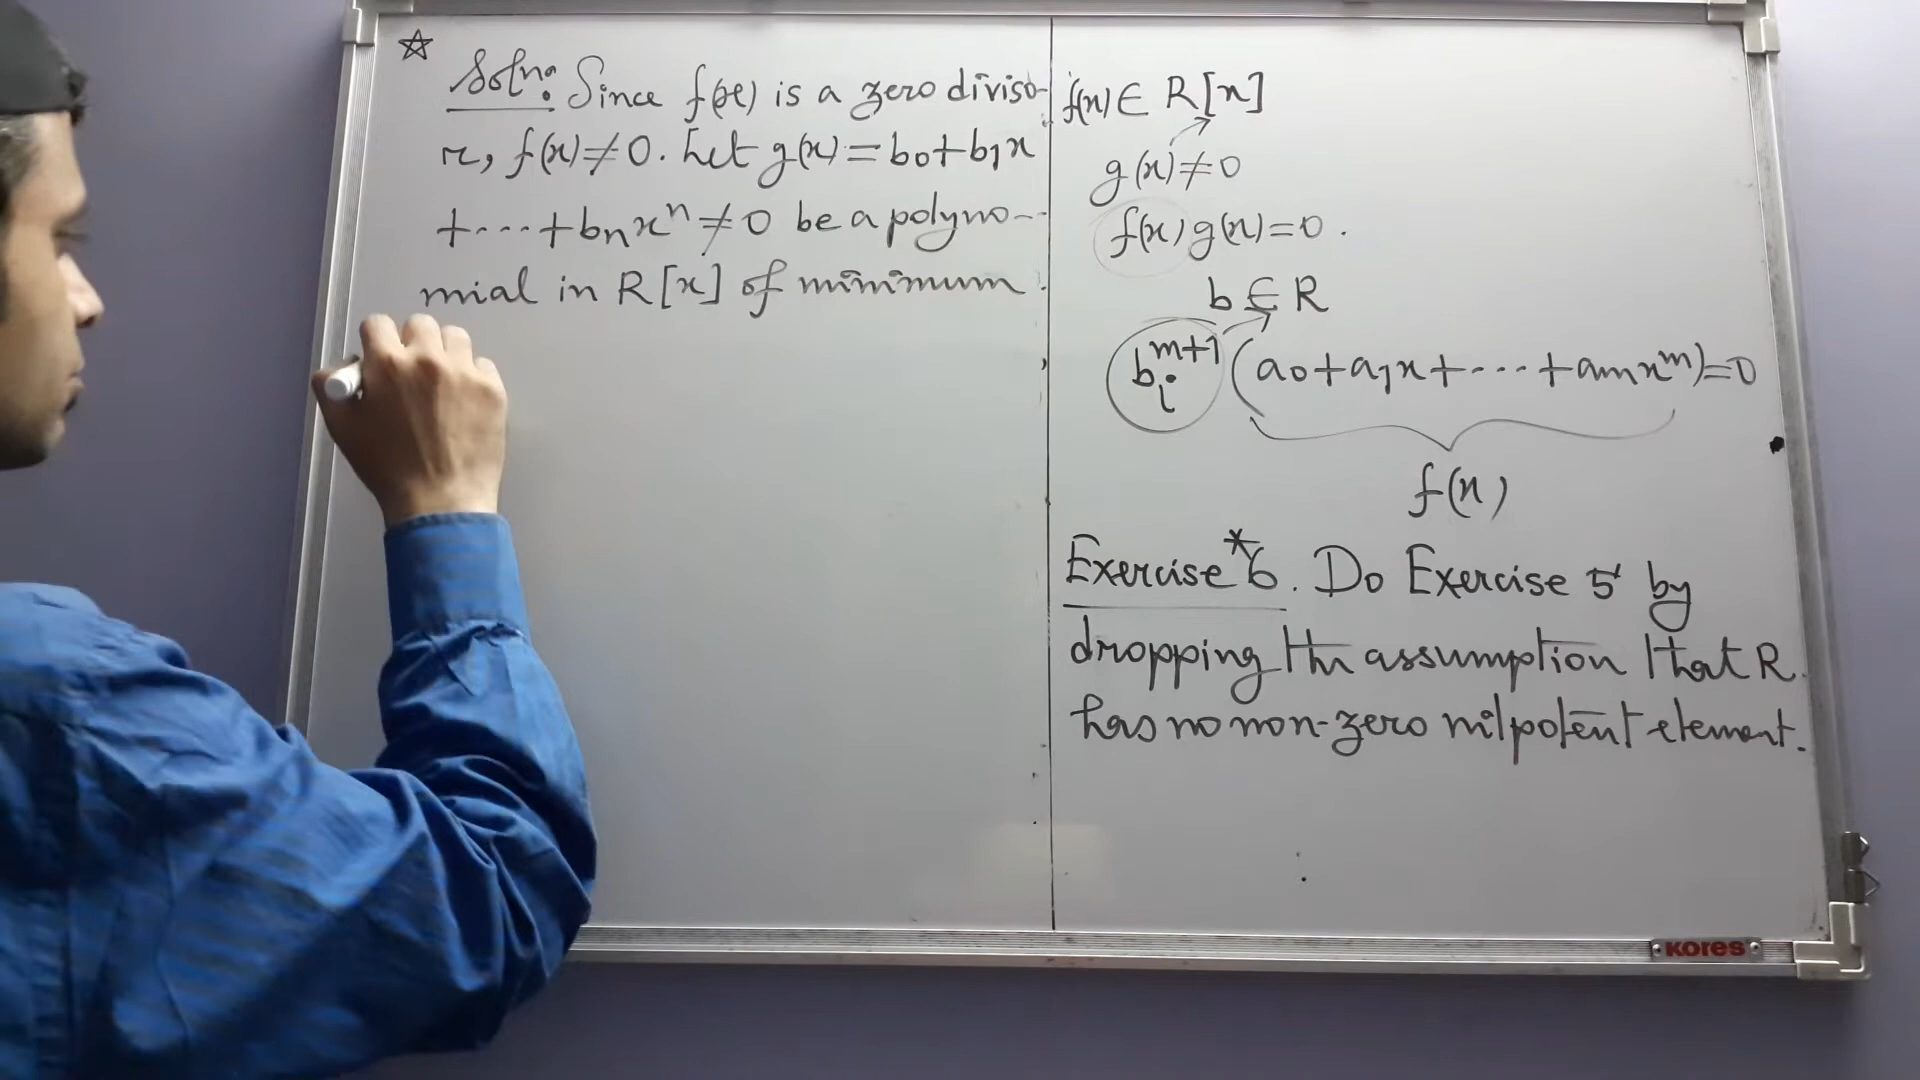 ☆ Soln: Since f(x) is a zero diviso-
r, f(x)≠0. Let g(x)=b0+b1x
+---+bnxⁿ≠0 be a polyno--
mial in R[x] of minimum
f(x)∈ R[x]
g(x)≠0
f(x)g(x)=0.
b∈R
bᵢᵐ⁺¹(a0+a1x+---+amxᵐ)=0
f(x)
Exercise *6. Do Exercise 5 by
dropping the assumption that R
has no non-zero nilpotent element.
KORES